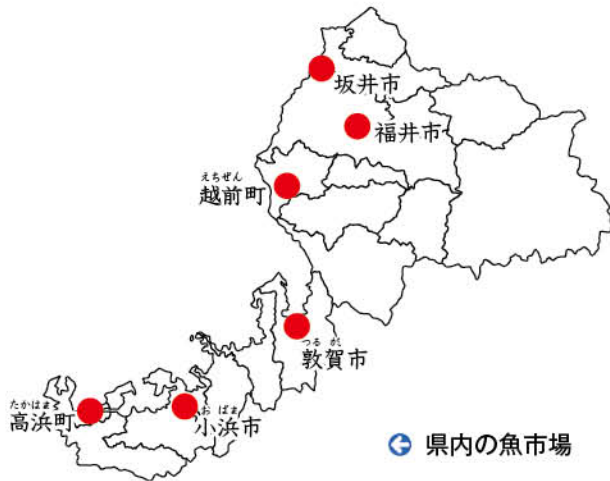 坂井市
福井市
えちぜん
越前町
つるが
敦賀市
たかはま
高浜町
おばま
小浜市
県内の魚市場